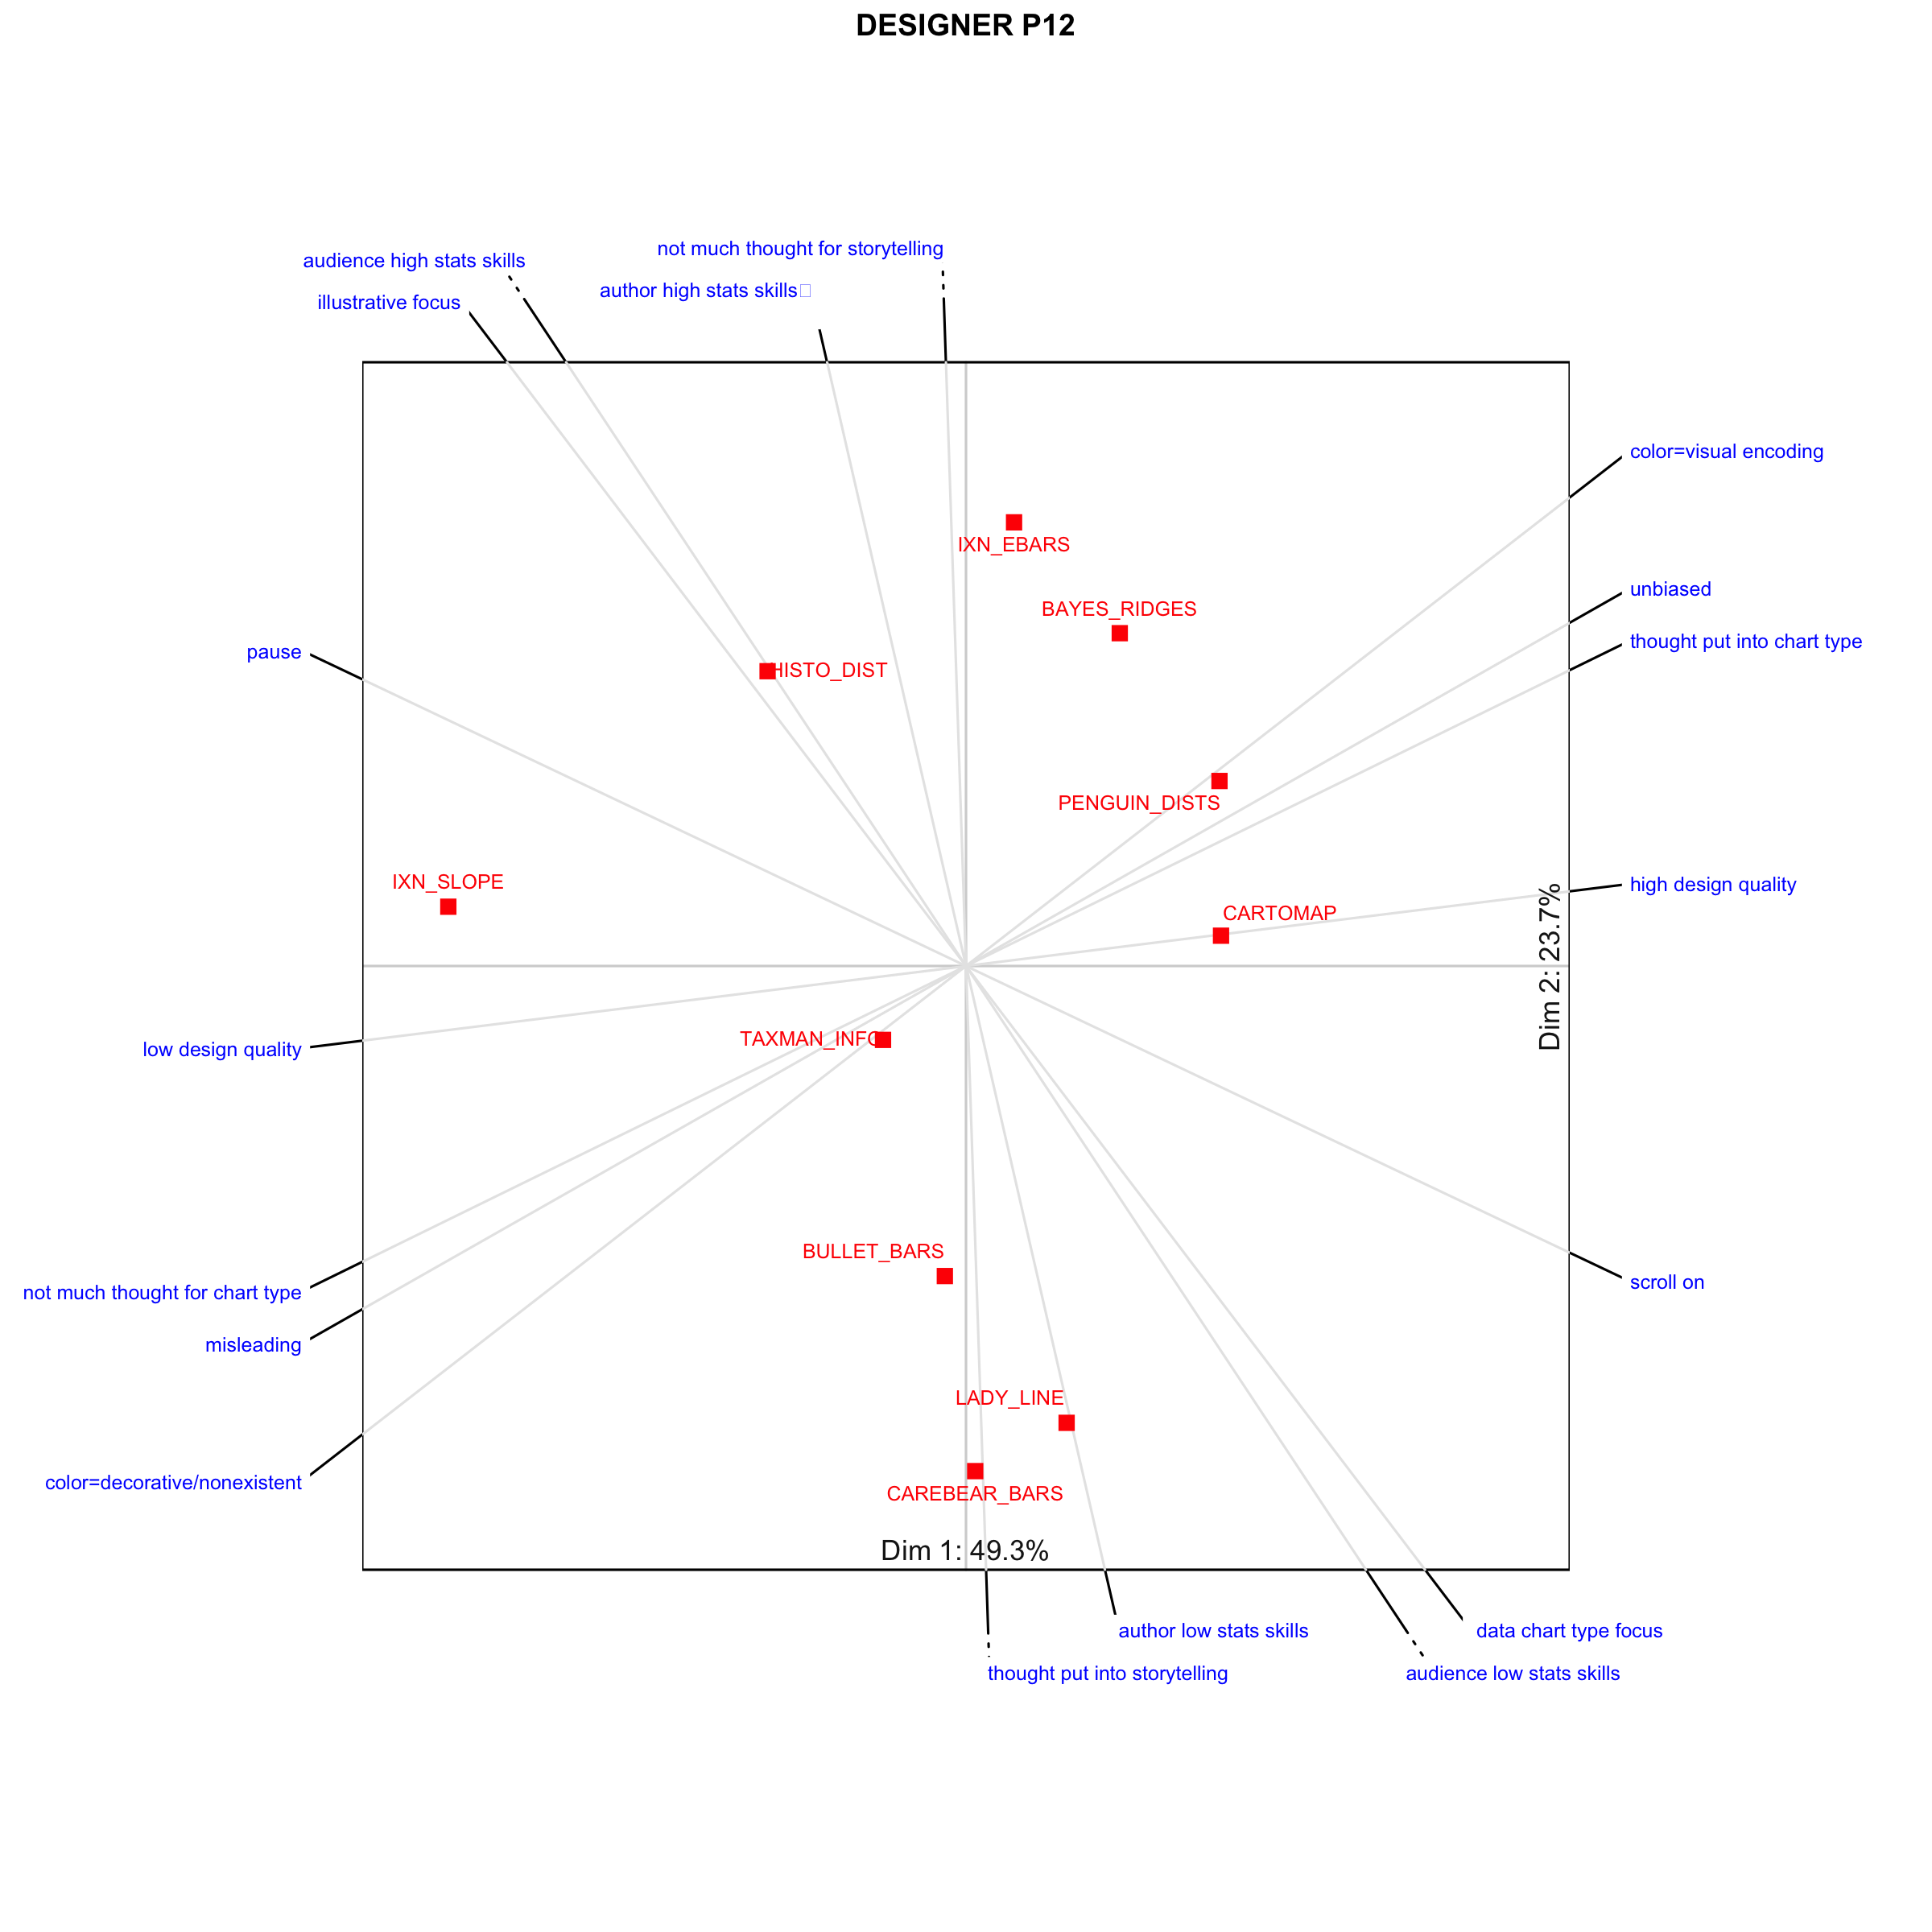 DESIGNER P12
not much thought for storytelling
audience high stats skills
author high stats skills
illustrative focus
color=visual encoding
IXN_EBARS
unbiased
BAYES_RIDGES
thought put into chart type
pause
HISTO_DIST
PENGUIN_DISTS
IXN_SLOPE
high design quality
CARTOMAP
Dim 2: 23.7%
TAXMAN_INFO
low design quality
BULLET_BARS
scroll on
not much thought for chart type
misleading
LADY_LINE
color=decorative/nonexistent
CAREBEAR_BARS
Dim 1: 49.3%
author low stats skills
data chart type focus
thought put into storytelling
audience low stats skills